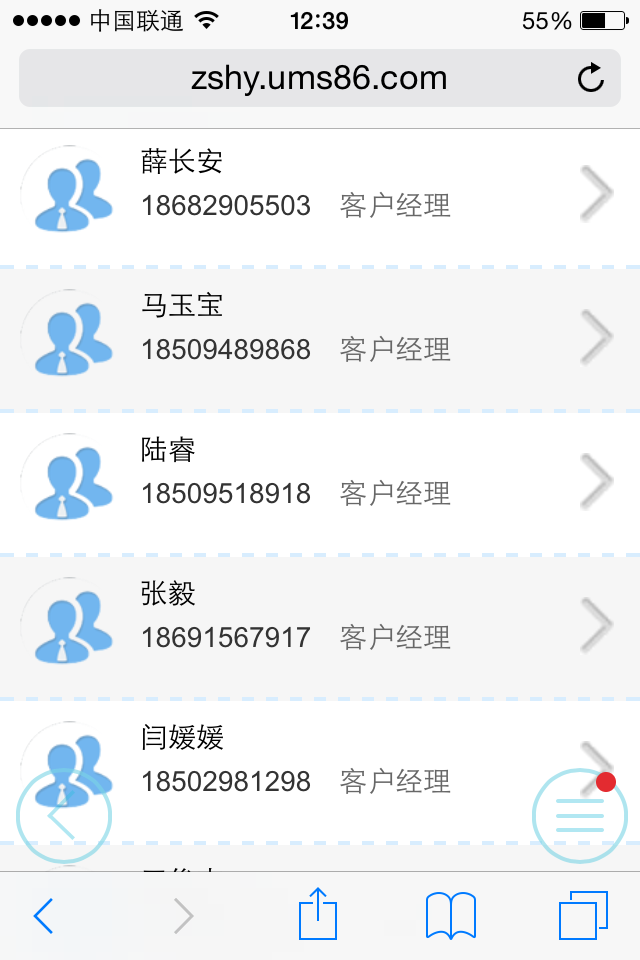 中国联通 12:39 55%
zshy.ums86.com
薛长安
18682905503 客户经理
马玉宝
18509489868 客户经理
陆睿
18509518918 客户经理
张毅
18691567917 客户经理
闫媛媛
18502981298 客户经理